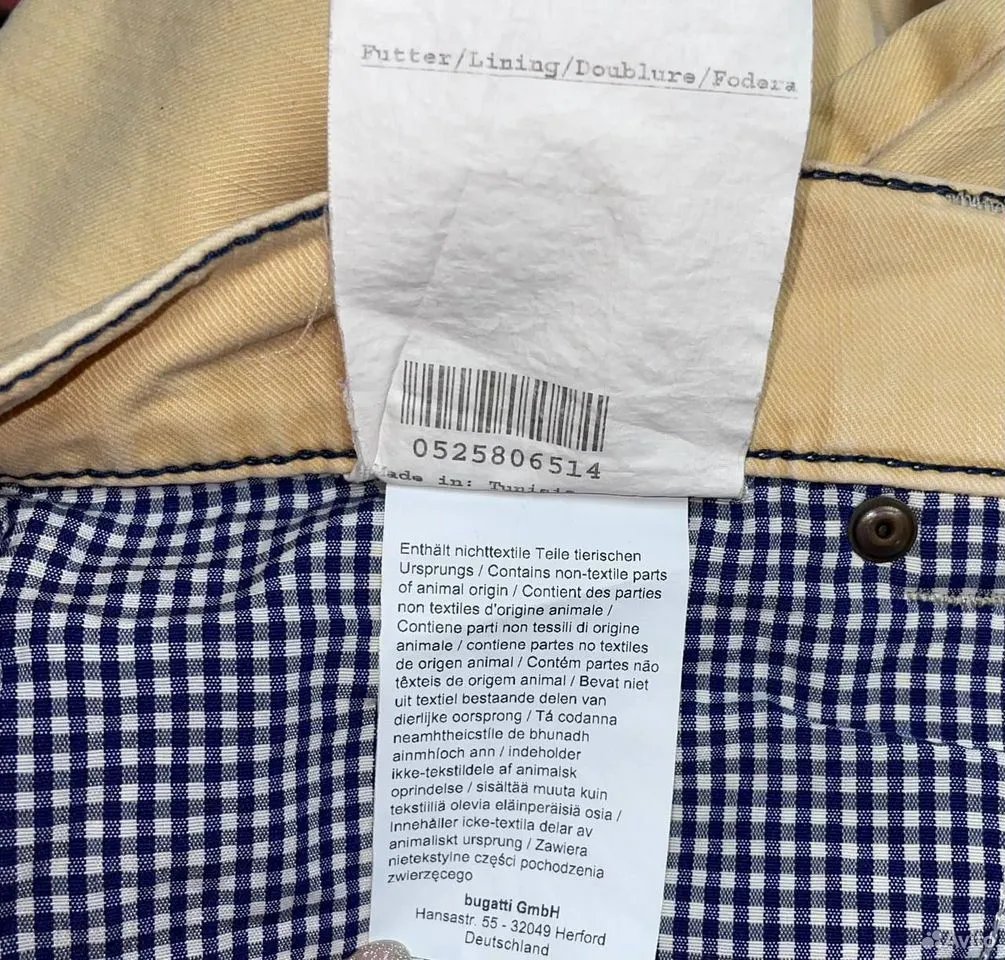 Futter/Lining/Doublure/Fodera
0525806514
Made in: Tunisia
Enthält nichttextile Teile tierischen
Ursprungs / Contains non-textile parts
of animal origin / Contient des parties
non textiles d'origine animale /
Contiene parti non tessili di origine
animale / contiene partes no textiles
de origen animal / Contém partes não
têxteis de origem animal / Bevat niet
uit textiel bestaande delen van
dierlijke oorsprong / Tá codanna
neamhtheicstíle de bhunadh
ainmhíoch ann / indeholder
ikke-tekstildele af animalsk
oprindelse / sisältää muuta kuin
tekstiiliä olevia eläinperäisiä osia /
Innehåller icke-textila delar av
animaliskt ursprung / Zawiera
nietekstylne części pochodzenia
zwierzęcego
bugatti GmbH
Hansastr. 55 - 32049 Herford
Deutschland
Avito